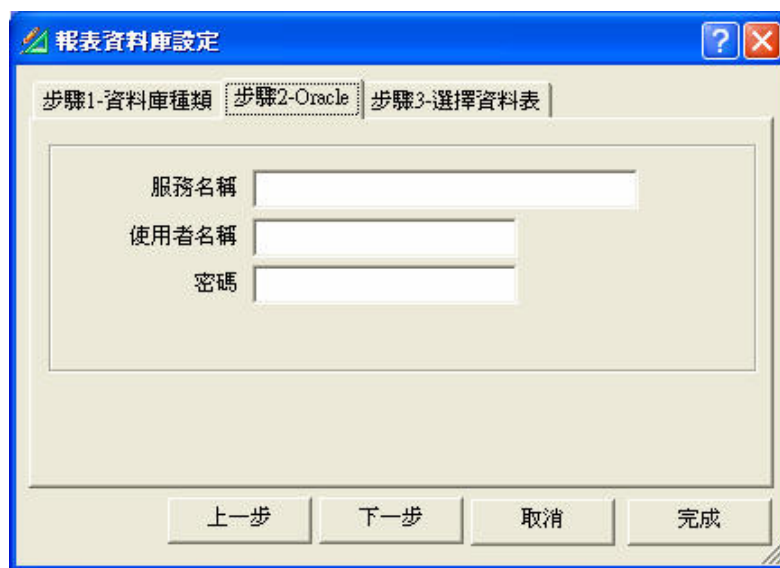 報表資料庫設定
步驟1-資料庫種類 步驟2-Oracle 步驟3-選擇資料表
服務名稱
使用者名稱
密碼
上一步 下一步 取消 完成